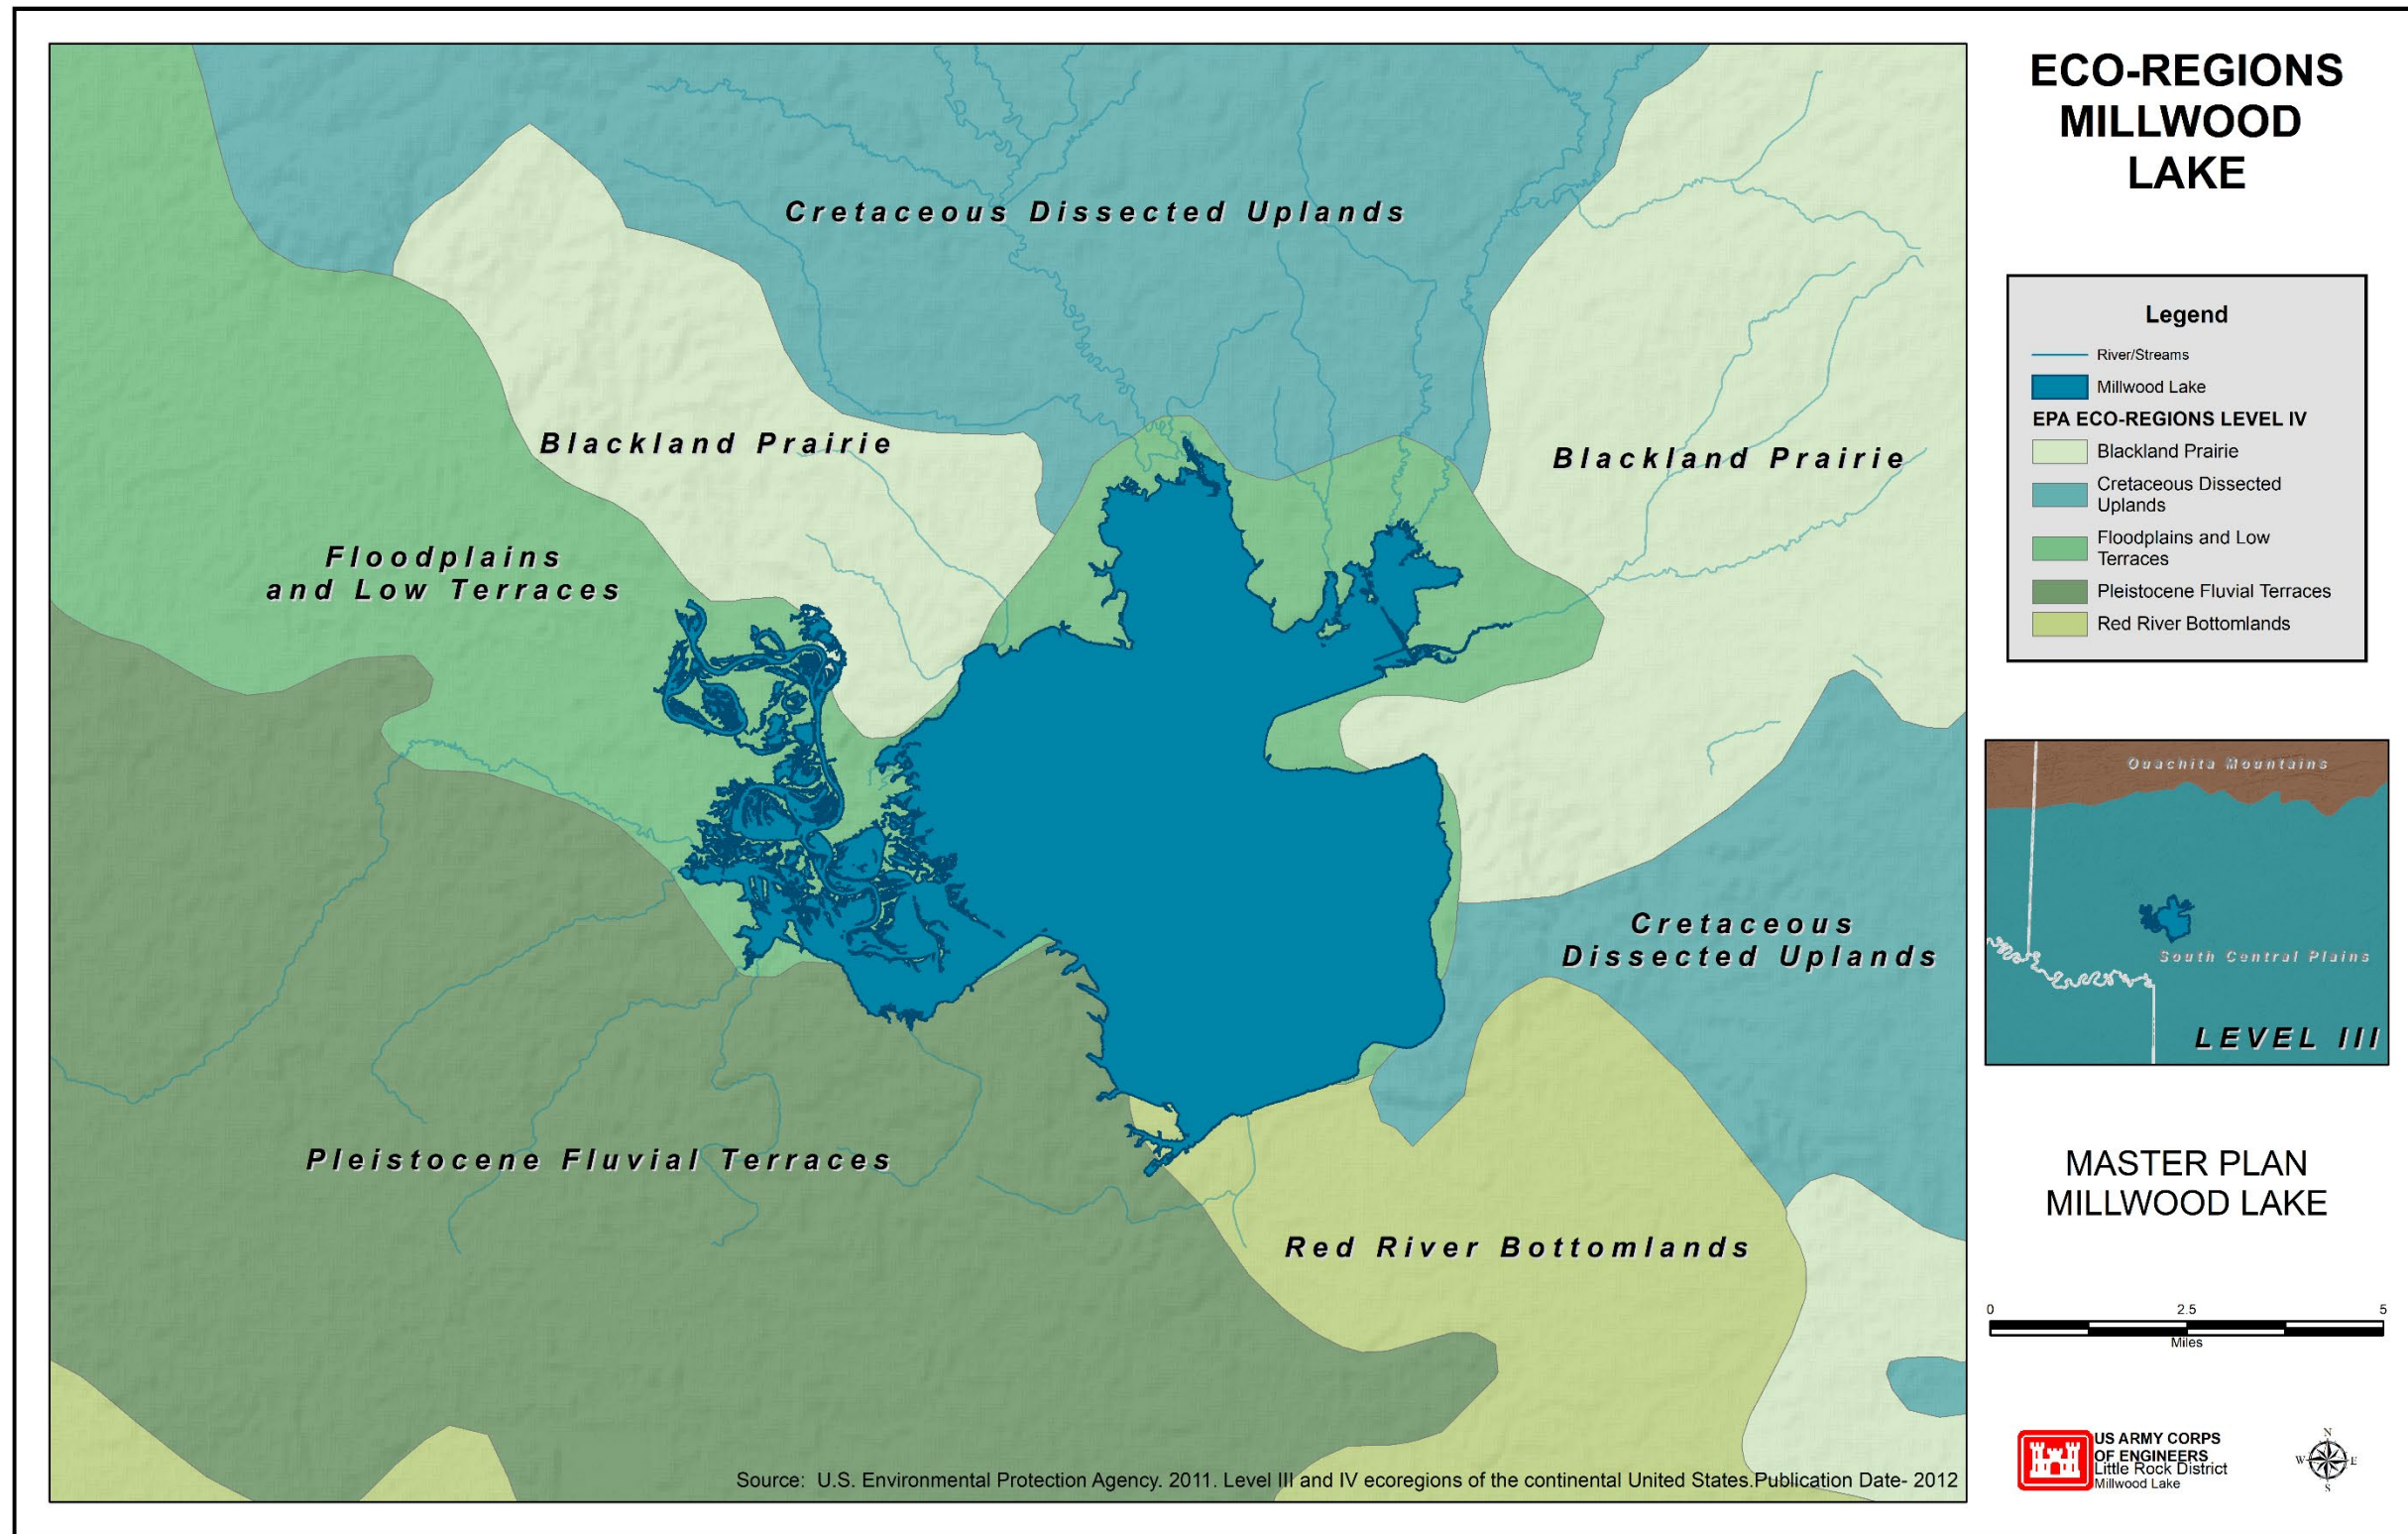 ECO-REGIONS
MILLWOOD
LAKE
Cretaceous Dissected Uplands
Blackland Prairie
Blackland Prairie
Floodplains
and Low Terraces
Cretaceous
Dissected Uplands
Pleistocene Fluvial Terraces
Red River Bottomlands
Source: U.S. Environmental Protection Agency. 2011. Level III and IV ecoregions of the continental United States.Publication Date- 2012
Legend
River/Streams
Millwood Lake
EPA ECO-REGIONS LEVEL IV
Blackland Prairie
Cretaceous Dissected
Uplands
Floodplains and Low
Terraces
Pleistocene Fluvial Terraces
Red River Bottomlands
Ouachita Mountains
South Central Plains
LEVEL III
MASTER PLAN
MILLWOOD LAKE
0 2.5 5
Miles
US ARMY CORPS
OF ENGINEERS
Little Rock District
Millwood Lake
N
W E
S